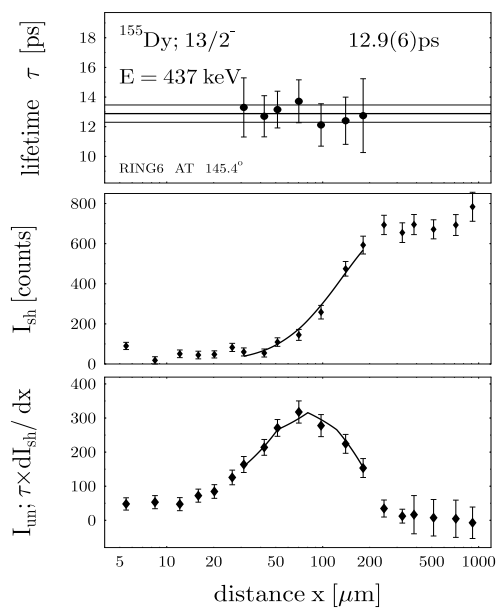 ¹⁵⁵Dy; 13/2⁻ 12.9(6)ps
E = 437 keV
RING6 AT 145.4°
lifetime τ [ps]
18
16
14
12
10
I_sh [counts]
800
600
400
200
0
I_un; τ×dI_sh/ dx
400
300
200
100
0
5 10 20 50 100 200 500 1200
distance x [μm]